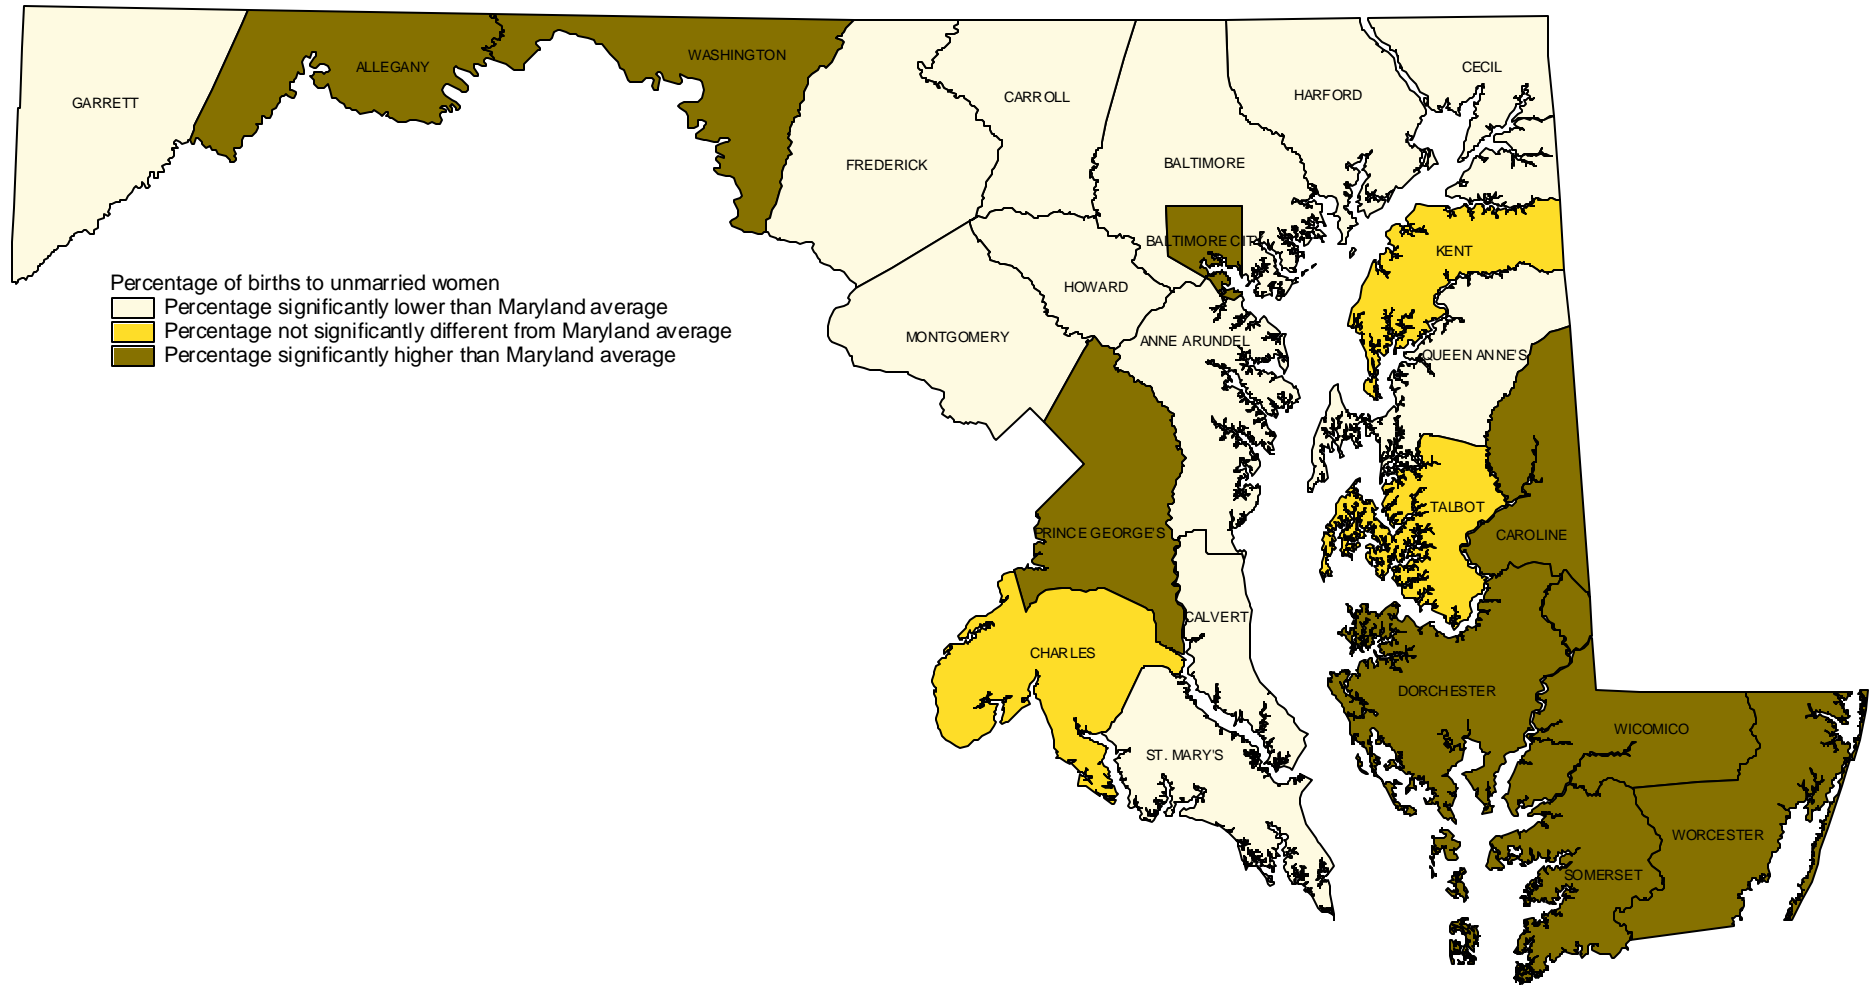 WASHINGTON
ALLEGANY
CECIL
GARRETT
CARROLL
HARFORD
FREDERICK
BALTIMORE
BALTIMORE CIT
KENT
Percentage of births to unmarried women
HOWARD
Percentage significantly lower than Maryland average
Percentage not significantly different from Maryland average
MONTGOMERY
ANNE ARUNDEL
Percentage significantly higher than Maryland average
QUEEN ANNE'S
TALBOT
PRINCE GEORGE'S
CAROLINE
CALVERT
CHARLES
DORCHESTER
WICOMICO
ST. MARY'S
WORCESTER
SOMERSET